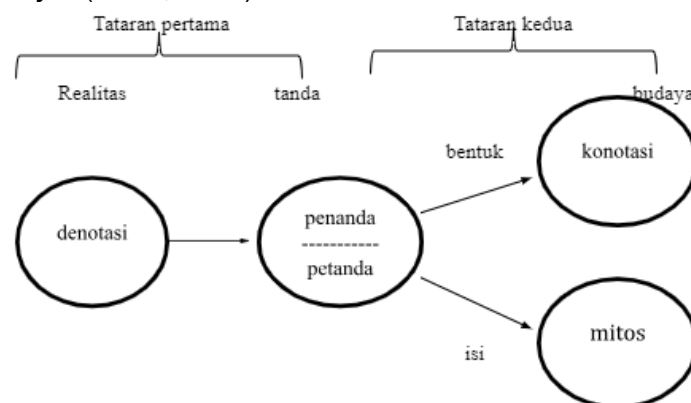 Tataran pertama
Tataran kedua
Realitas
tanda
budaya
bentuk
konotasi
denotasi
penanda
-----------
petanda
isi
mitos